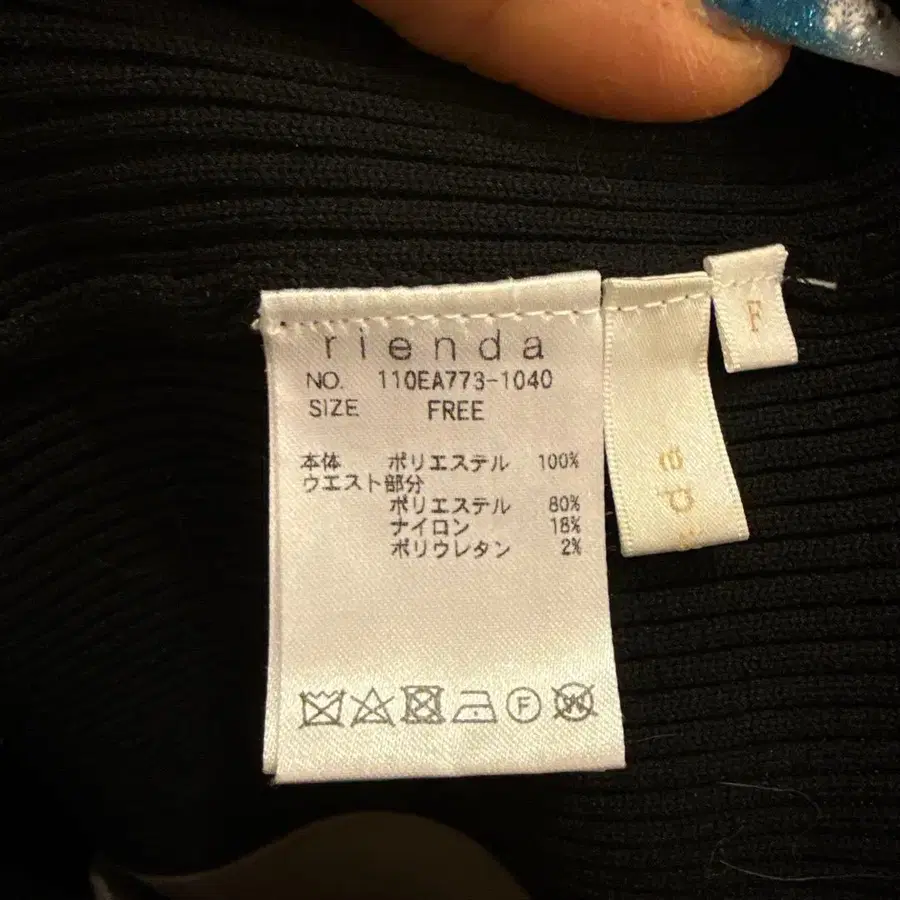 rienda
NO. 110EA773-1040
SIZE FREE
本体 ポリエステル 100%
ウエスト部分
ポリエステル 80%
ナイロン 18%
ポリウレタン 2%
F
W
F